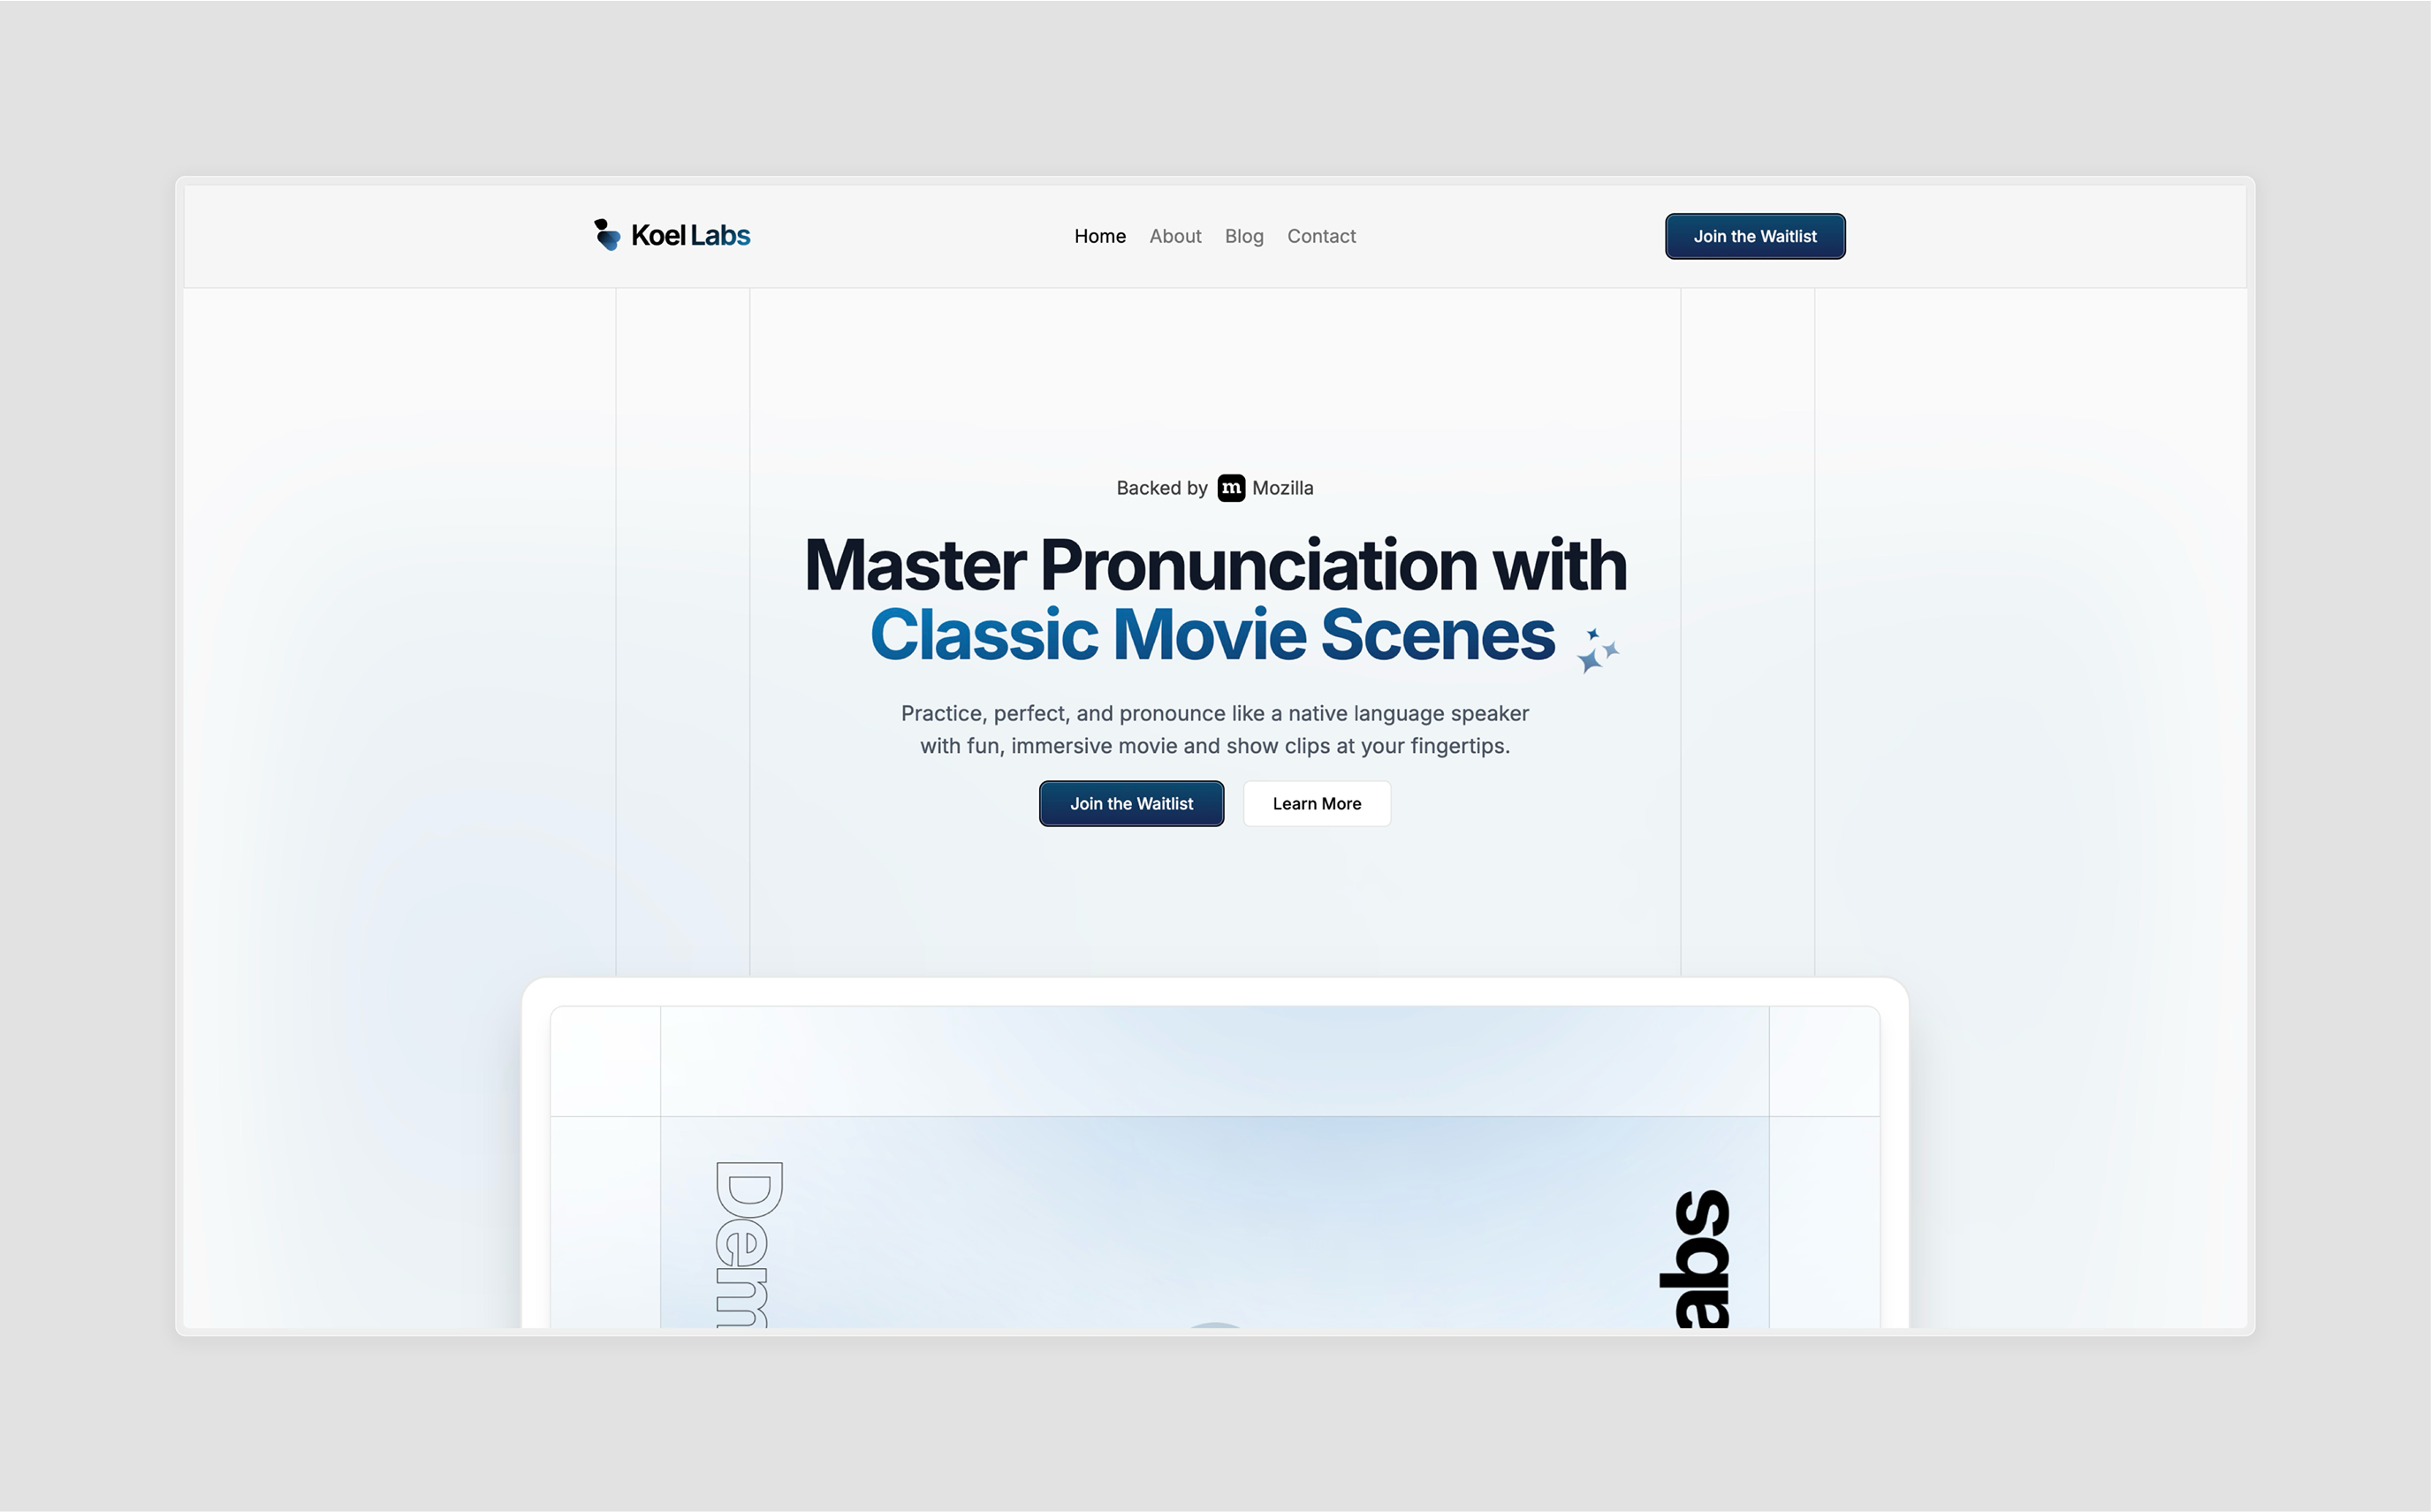 Koel Labs
Home About Blog Contact
Join the Waitlist
Backed by m Mozilla
Master Pronunciation with
Classic Movie Scenes
Practice, perfect, and pronounce like a native language speaker
with fun, immersive movie and show clips at your fingertips.
Join the Waitlist
Learn More
Dem
abs